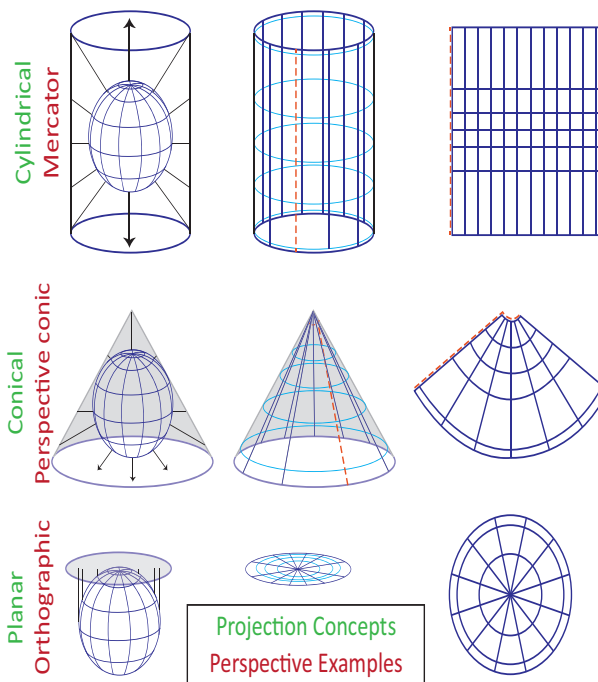 Cylindrical
Mercator
Conical
Perspective conic
Planar
Orthographic
Projection Concepts
Perspective Examples